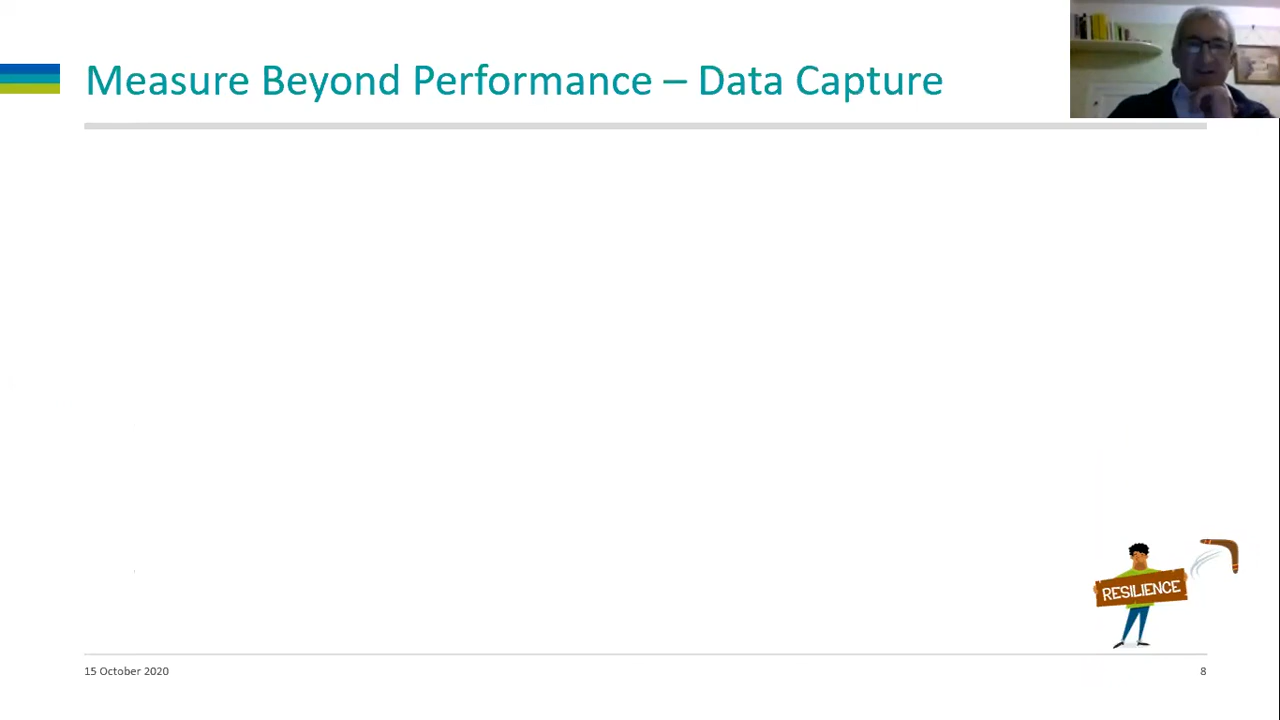 Measure Beyond Performance – Data Capture
RESILIENCE
15 October 2020
8